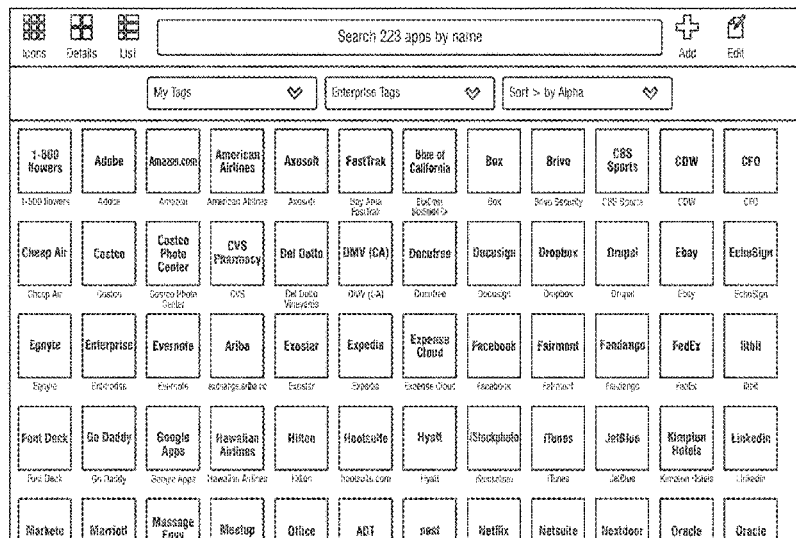 Search 223 apps by name
Icons Details List Add Edit
My Tags Enterprise Tags Sort > by Alpha
1-800 flowers Adobe Amazon.com American Airlines Axosoft FastTrak Blue of California Box Brivo CBS Sports CDW CFO
1-800 flowers Adobe Amazon American Airlines Axosoft Bay Area FastTrak Box Brivo Security CBS Sports CDW CFO
Cheap Air Costco Costco Photo Center CVS Pharmacy Del Dotto DMV (CA) Docufree Docusign Dropbox Drupal Ebay EchoSign
Cheap Air Costco Costco Photo Center CVS Del Dotto Vineyards DMV (CA) Docufree Docusign Dropbox Drupal Ebay EchoSign
Egnyte Enterprise Evernote Ariba Exostar Expedia Expense Cloud Facebook Fairmont Fandango FedEx fitbit
Egnyte Enterprise Evernote Exostar Expedia Expense Cloud Facebook Fairmont Fandango FedEx fitbit
Font Deck Go Daddy Google Apps Hawaiian Airlines Hilton Hootsuite Hyatt iStockphoto iTunes JetBlue Kimpton Hotels Linkedin
Font Deck Go Daddy Google Apps Hawaiian Airlines Hilton hootsuite.com Hyatt iTunes JetBlue Kimpton Hotels Linkedin
Marketo Marriott Massage Envy Meetup Office ADT nest Netflix Netsuite Nextdoor Oracle Oracle